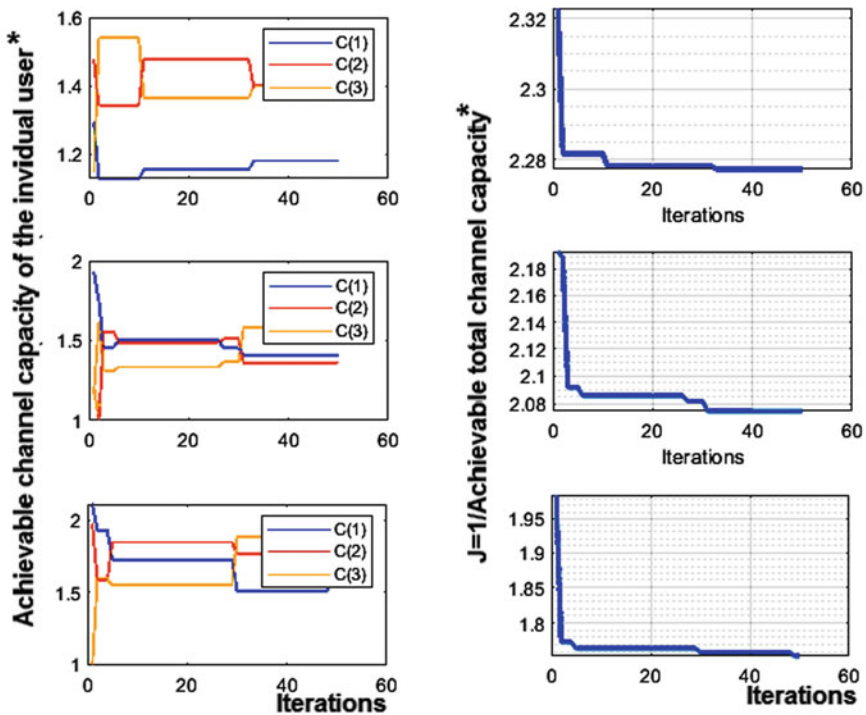 Achievable channel capacity of the invidual user*
1.6
1.4
1.2
0 20 40 60
C(1)
C(2)
C(3)
2
1.5
1
0 20 40 60
C(1)
C(2)
C(3)
2
1.5
1
0 20 40 60
C(1)
C(2)
C(3)
Iterations
J=1/Achievable total channel capacity*
2.32
2.3
2.28
0 20 40 60
Iterations
2.18
2.16
2.14
2.12
2.1
2.08
0 20 40 60
Iterations
1.95
1.9
1.85
1.8
0 20 40 60
Iterations